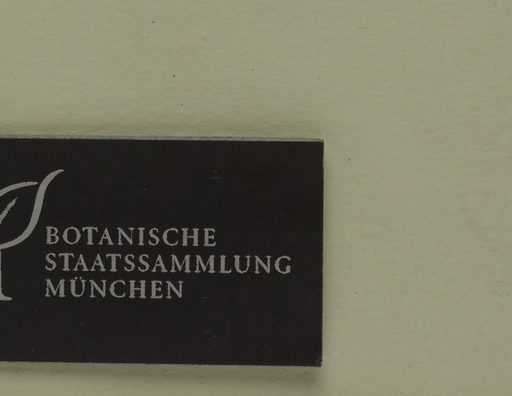 BOTANISCHE
STAATSSAMMLUNG
MÜNCHEN